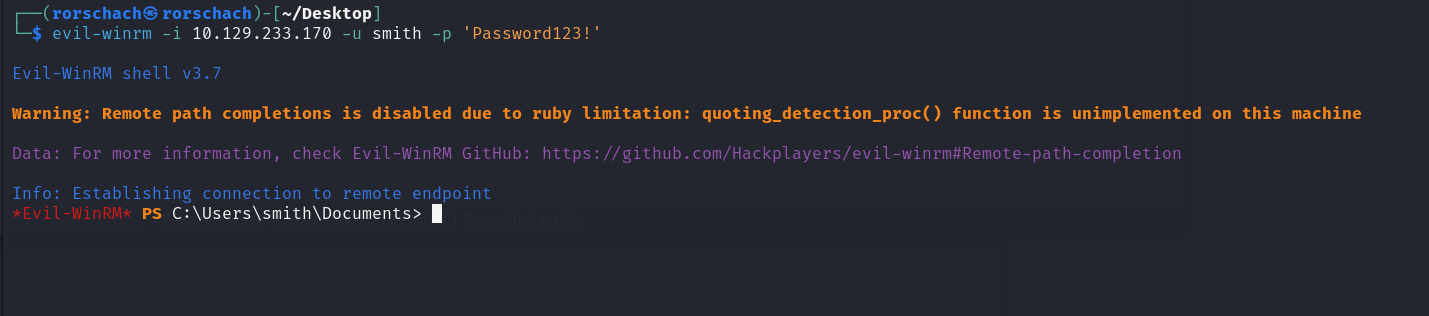 ┌──(rorschach㉿rorschach)-[~/Desktop]
└─$ evil-winrm -i 10.129.233.170 -u smith -p 'Password123!'
Evil-WinRM shell v3.7
Warning: Remote path completions is disabled due to ruby limitation: quoting_detection_proc() function is unimplemented on this machine
Data: For more information, check Evil-WinRM GitHub: https://github.com/Hackplayers/evil-winrm#Remote-path-completion
Info: Establishing connection to remote endpoint
*Evil-WinRM* PS C:\Users\smith\Documents>